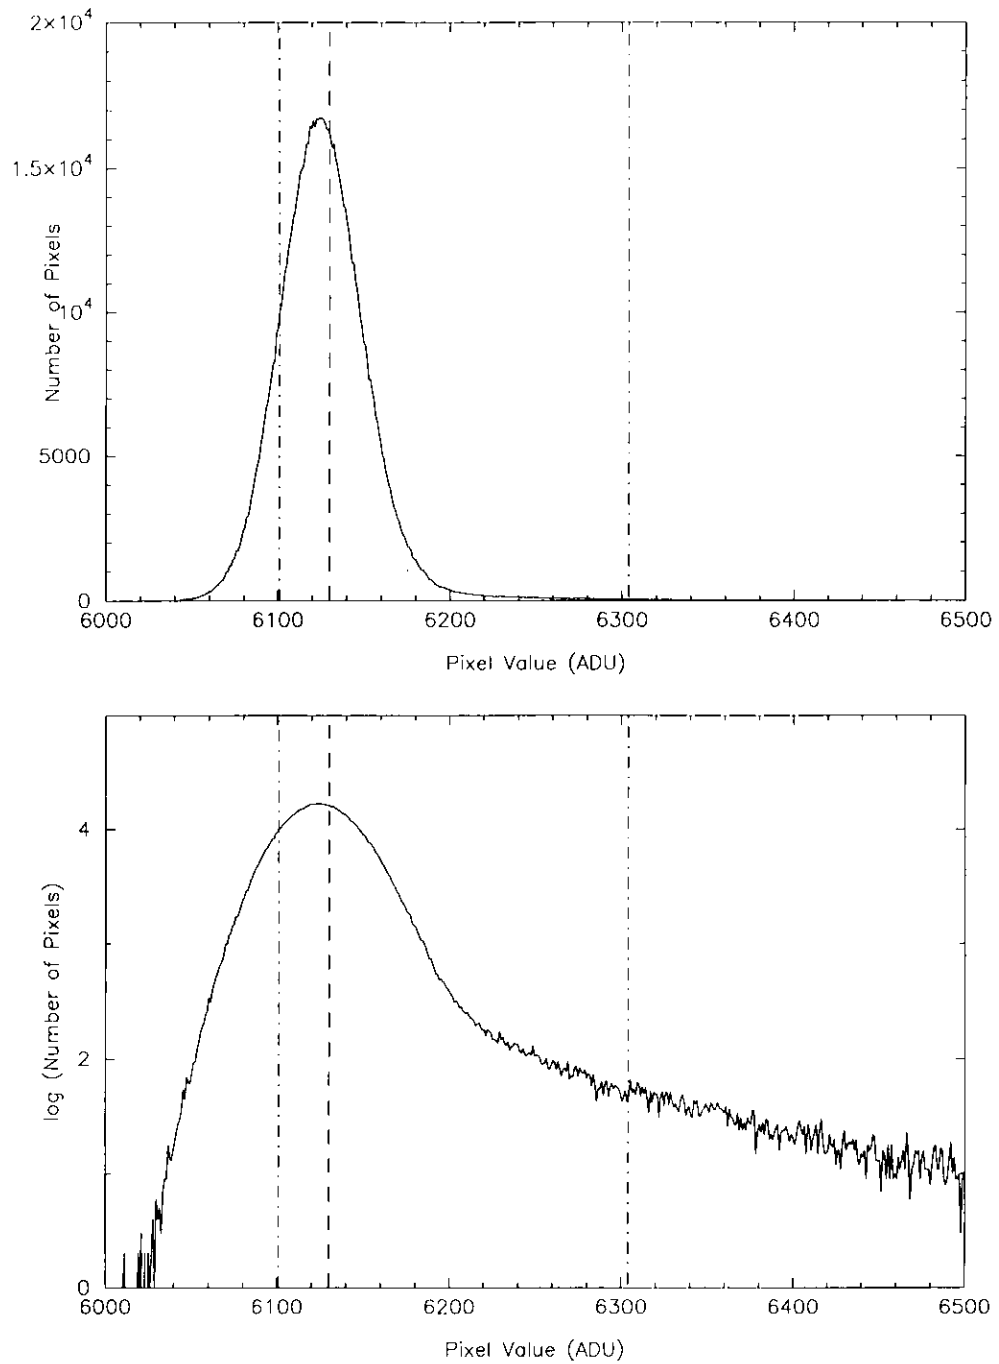 2×10⁴
1.5×10⁴
10⁴
5000
0
Number of Pixels
6000 6100 6200 6300 6400 6500
Pixel Value (ADU)
4
2
0
log (Number of Pixels)
6000 6100 6200 6300 6400 6500
Pixel Value (ADU)